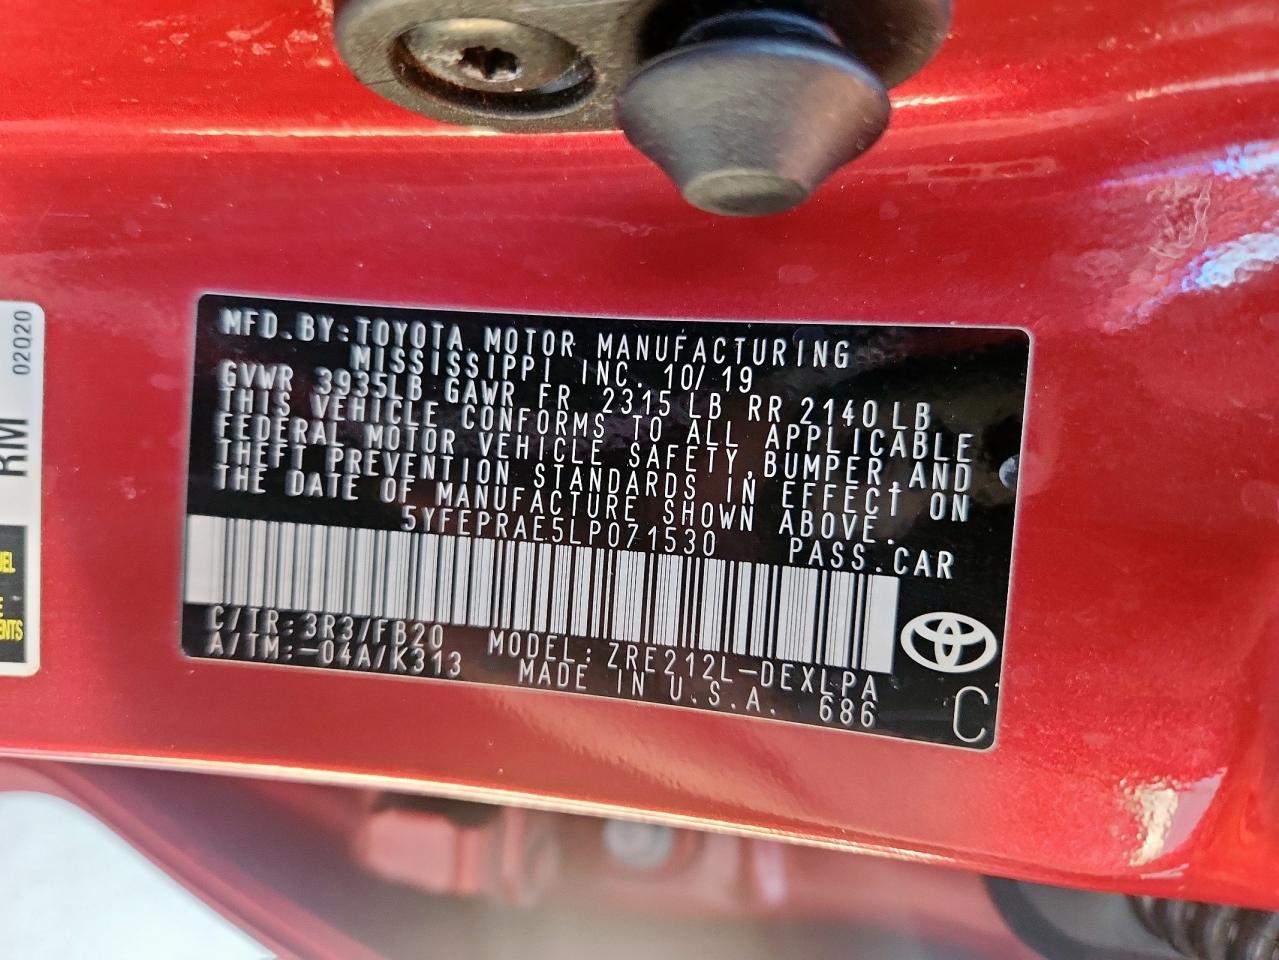 MFD.BY:TOYOTA MOTOR MANUFACTURING
MISSISSIPPI INC. 10/19
GVWR 3935LB GAWR FR 2315 LB RR 2140 LB
THIS VEHICLE CONFORMS TO ALL APPLICABLE
FEDERAL MOTOR VEHICLE SAFETY, BUMPER, AND
THEFT PREVENTION STANDARDS IN EFFECT ON
THE DATE OF MANUFACTURE SHOWN ABOVE.
5YFEPRAE5LP071530 PASS.CAR
C/TR:3R3/FB20 MODEL:ZRE212L-DEXLPA
A/TM:-04A/K313 MADE IN U.S.A. 686
C
02020
RM